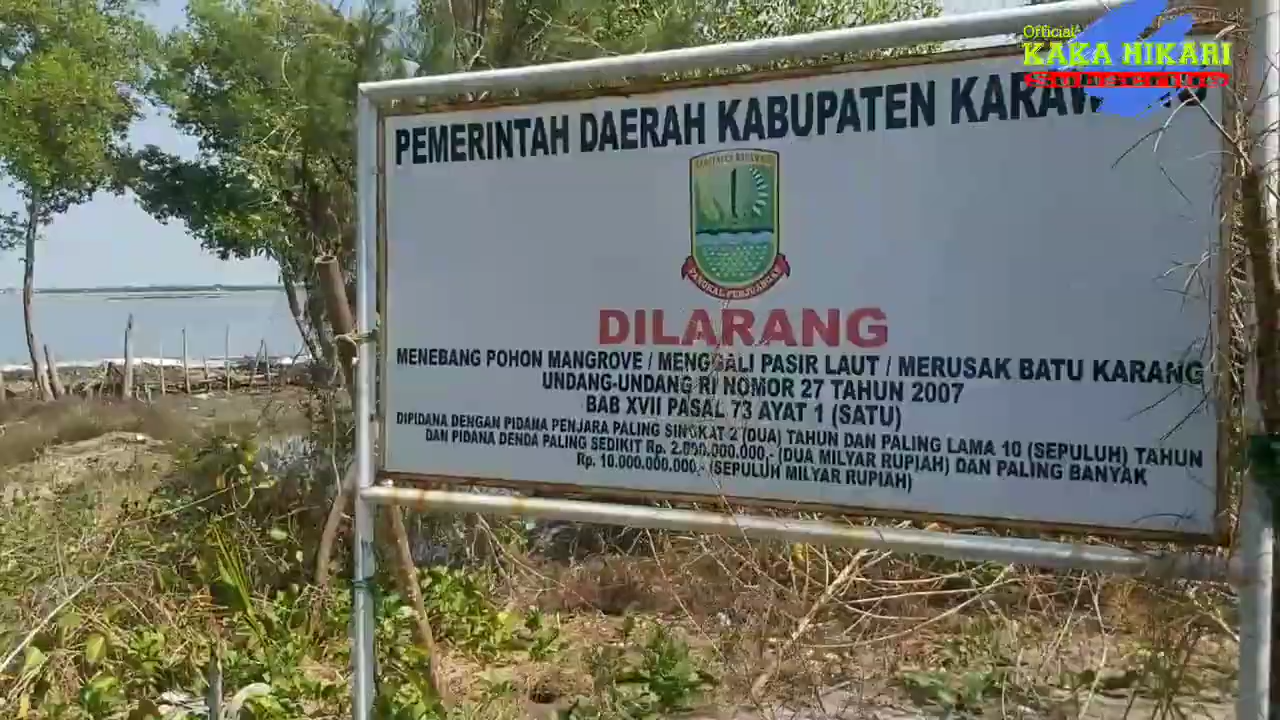 Official
KAKA HIKARI
PEMERINTAH DAERAH KABUPATEN
PANGKAL PERJUANGAN
DILARANG
MENEBANG POHON MANGROVE / MENGGALI PASIR LAUT / MERUSAK BATU KARANG
UNDANG-UNDANG RI NOMOR 27 TAHUN 2007
BAB XVII PASAL 73 AYAT 1 (SATU)
DIPIDANA DENGAN PIDANA PENJARA PALING SINGKAT 2 (DUA) TAHUN DAN PALING LAMA 10 (SEPULUH) TAHUN
DAN PIDANA DENDA PALING SEDIKIT Rp. 2.000.000.000,- (DUA MILYAR RUPIAH) DAN PALING BANYAK
Rp. 10.000.000.000,- (SEPULUH MILYAR RUPIAH)